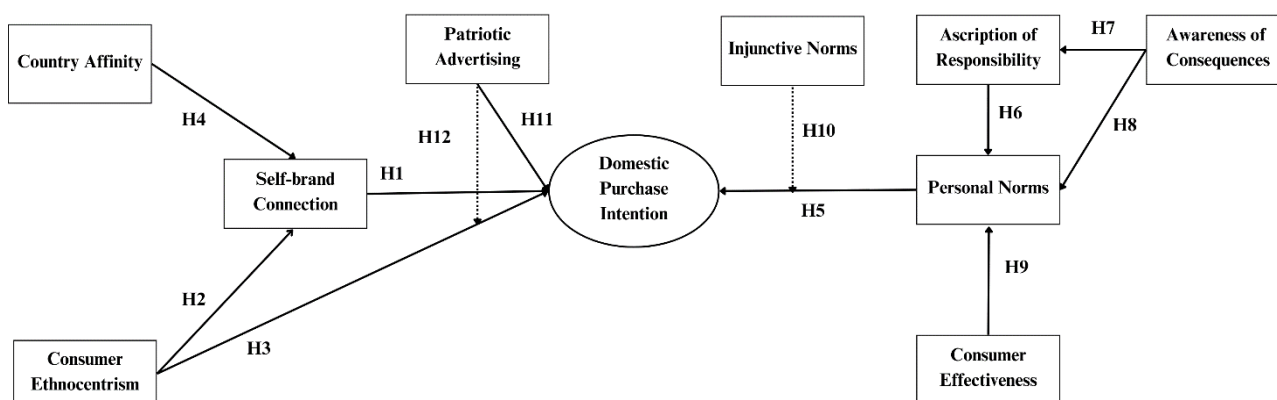 Country Affinity
Patriotic
Advertising
Injunctive Norms
Ascription of
Responsibility
H7
Awareness of
Consequences
H4
H12
H11
H10
H6
H8
Self-brand
Connection
H1
Domestic
Purchase
Intention
H5
Personal Norms
H2
H3
H9
Consumer
Ethnocentrism
Consumer
Effectiveness